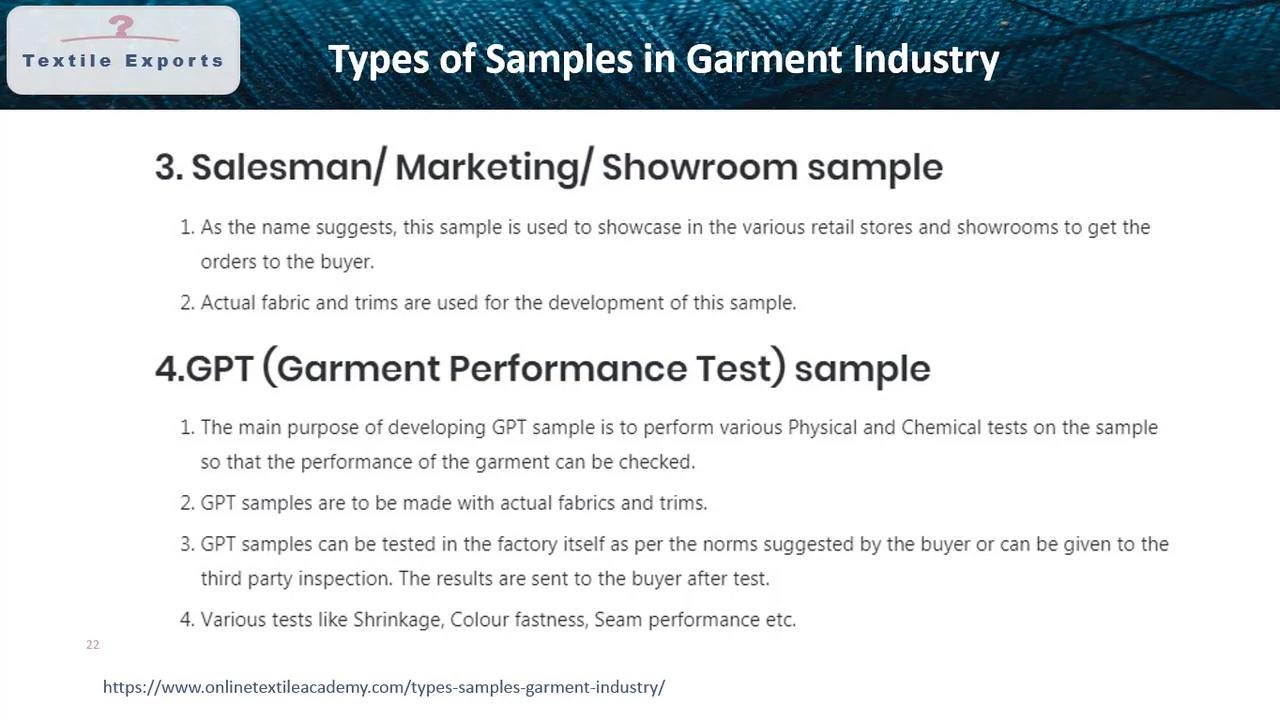 ?
Textile Exports
Types of Samples in Garment Industry
3. Salesman/ Marketing/ Showroom sample
1. As the name suggests, this sample is used to showcase in the various retail stores and showrooms to get the
orders to the buyer.
2. Actual fabric and trims are used for the development of this sample.
4.GPT (Garment Performance Test) sample
1. The main purpose of developing GPT sample is to perform various Physical and Chemical tests on the sample
so that the performance of the garment can be checked.
2. GPT samples are to be made with actual fabrics and trims.
3. GPT samples can be tested in the factory itself as per the norms suggested by the buyer or can be given to the
third party inspection. The results are sent to the buyer after test.
4. Various tests like Shrinkage, Colour fastness, Seam performance etc.
22
https://www.onlinetextileacademy.com/types-samples-garment-industry/